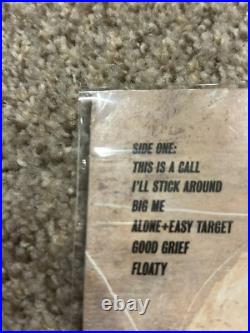 SIDE ONE:
THIS IS A CALL
I'LL STICK AROUND
BIG ME
ALONE+EASY TARGET
GOOD GRIEF
FLOATY